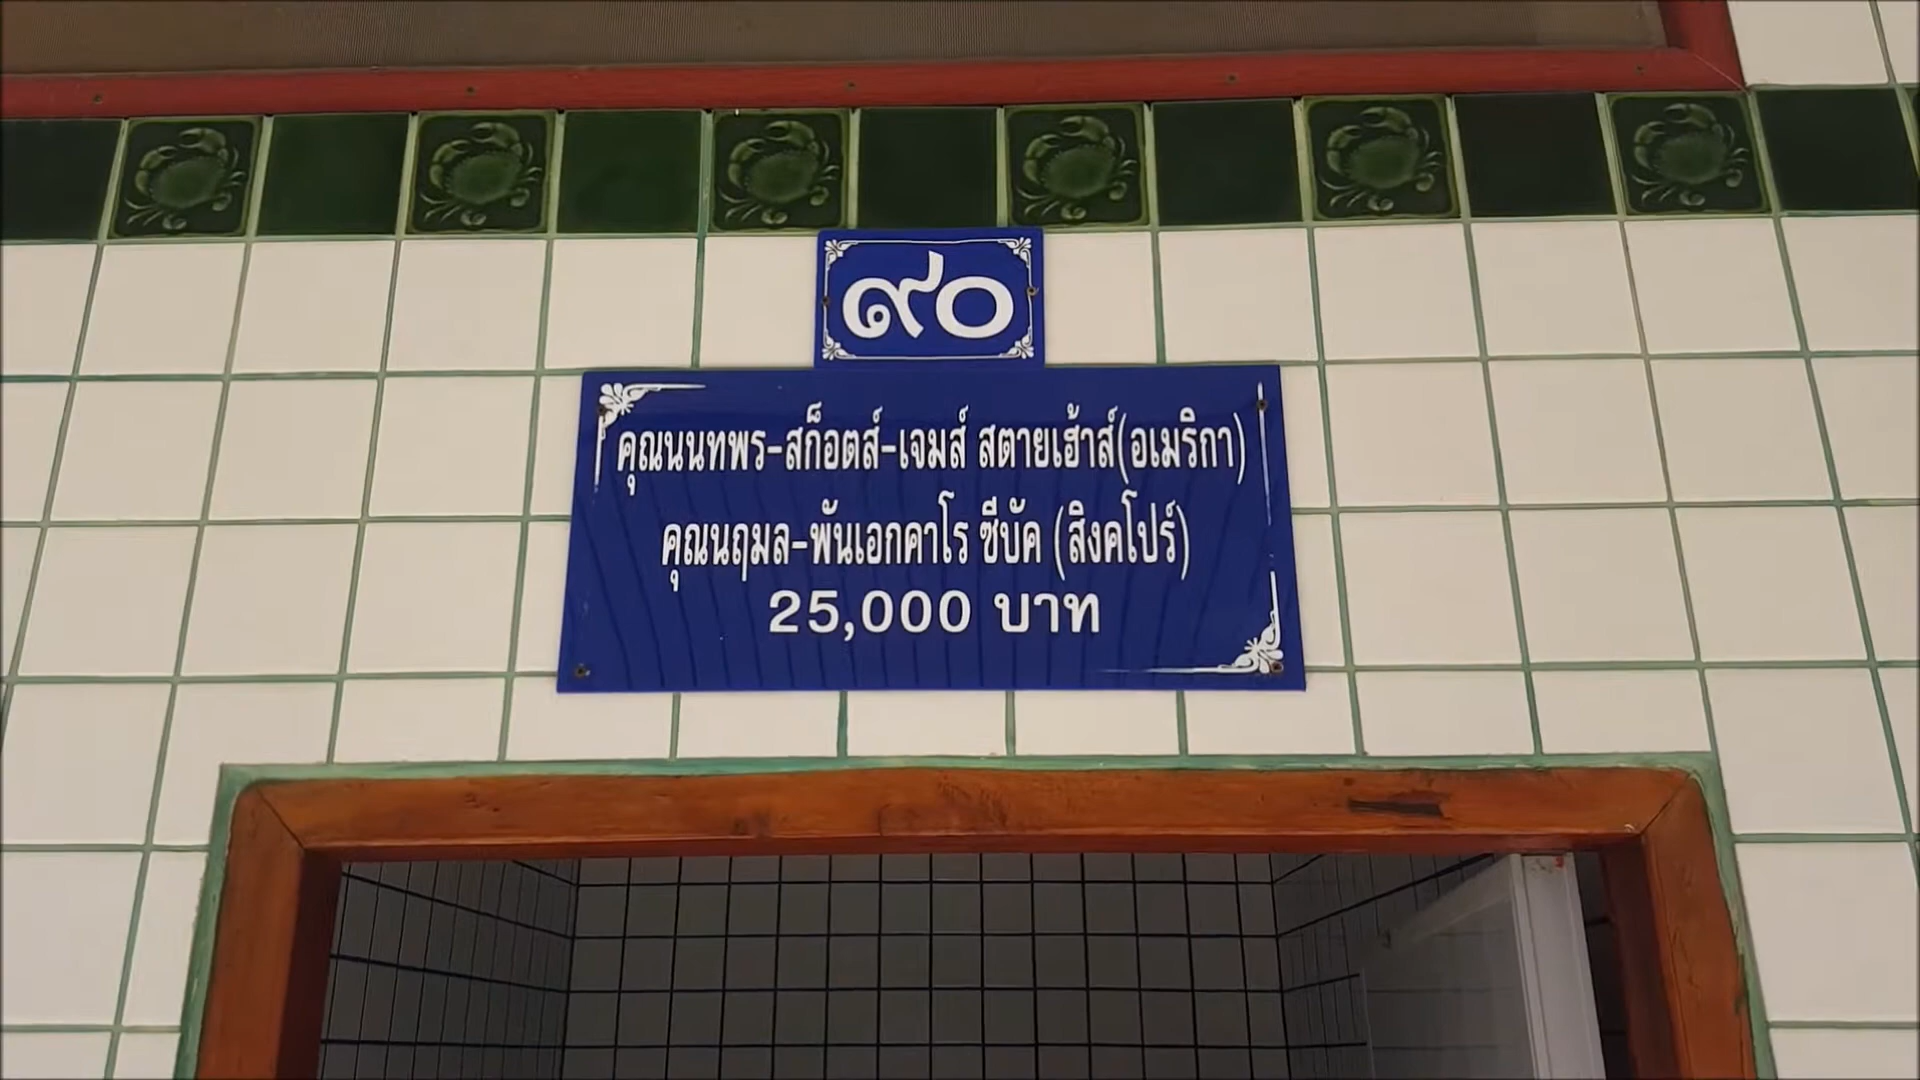 ๙๐
คุณนนทพร-สก็อตส์-เจมส์ สตายเฮ้าส์(อเมริกา)
คุณนฤมล-พันเอกคาโร ซีบัค (สิงคโปร์)
25,000 บาท